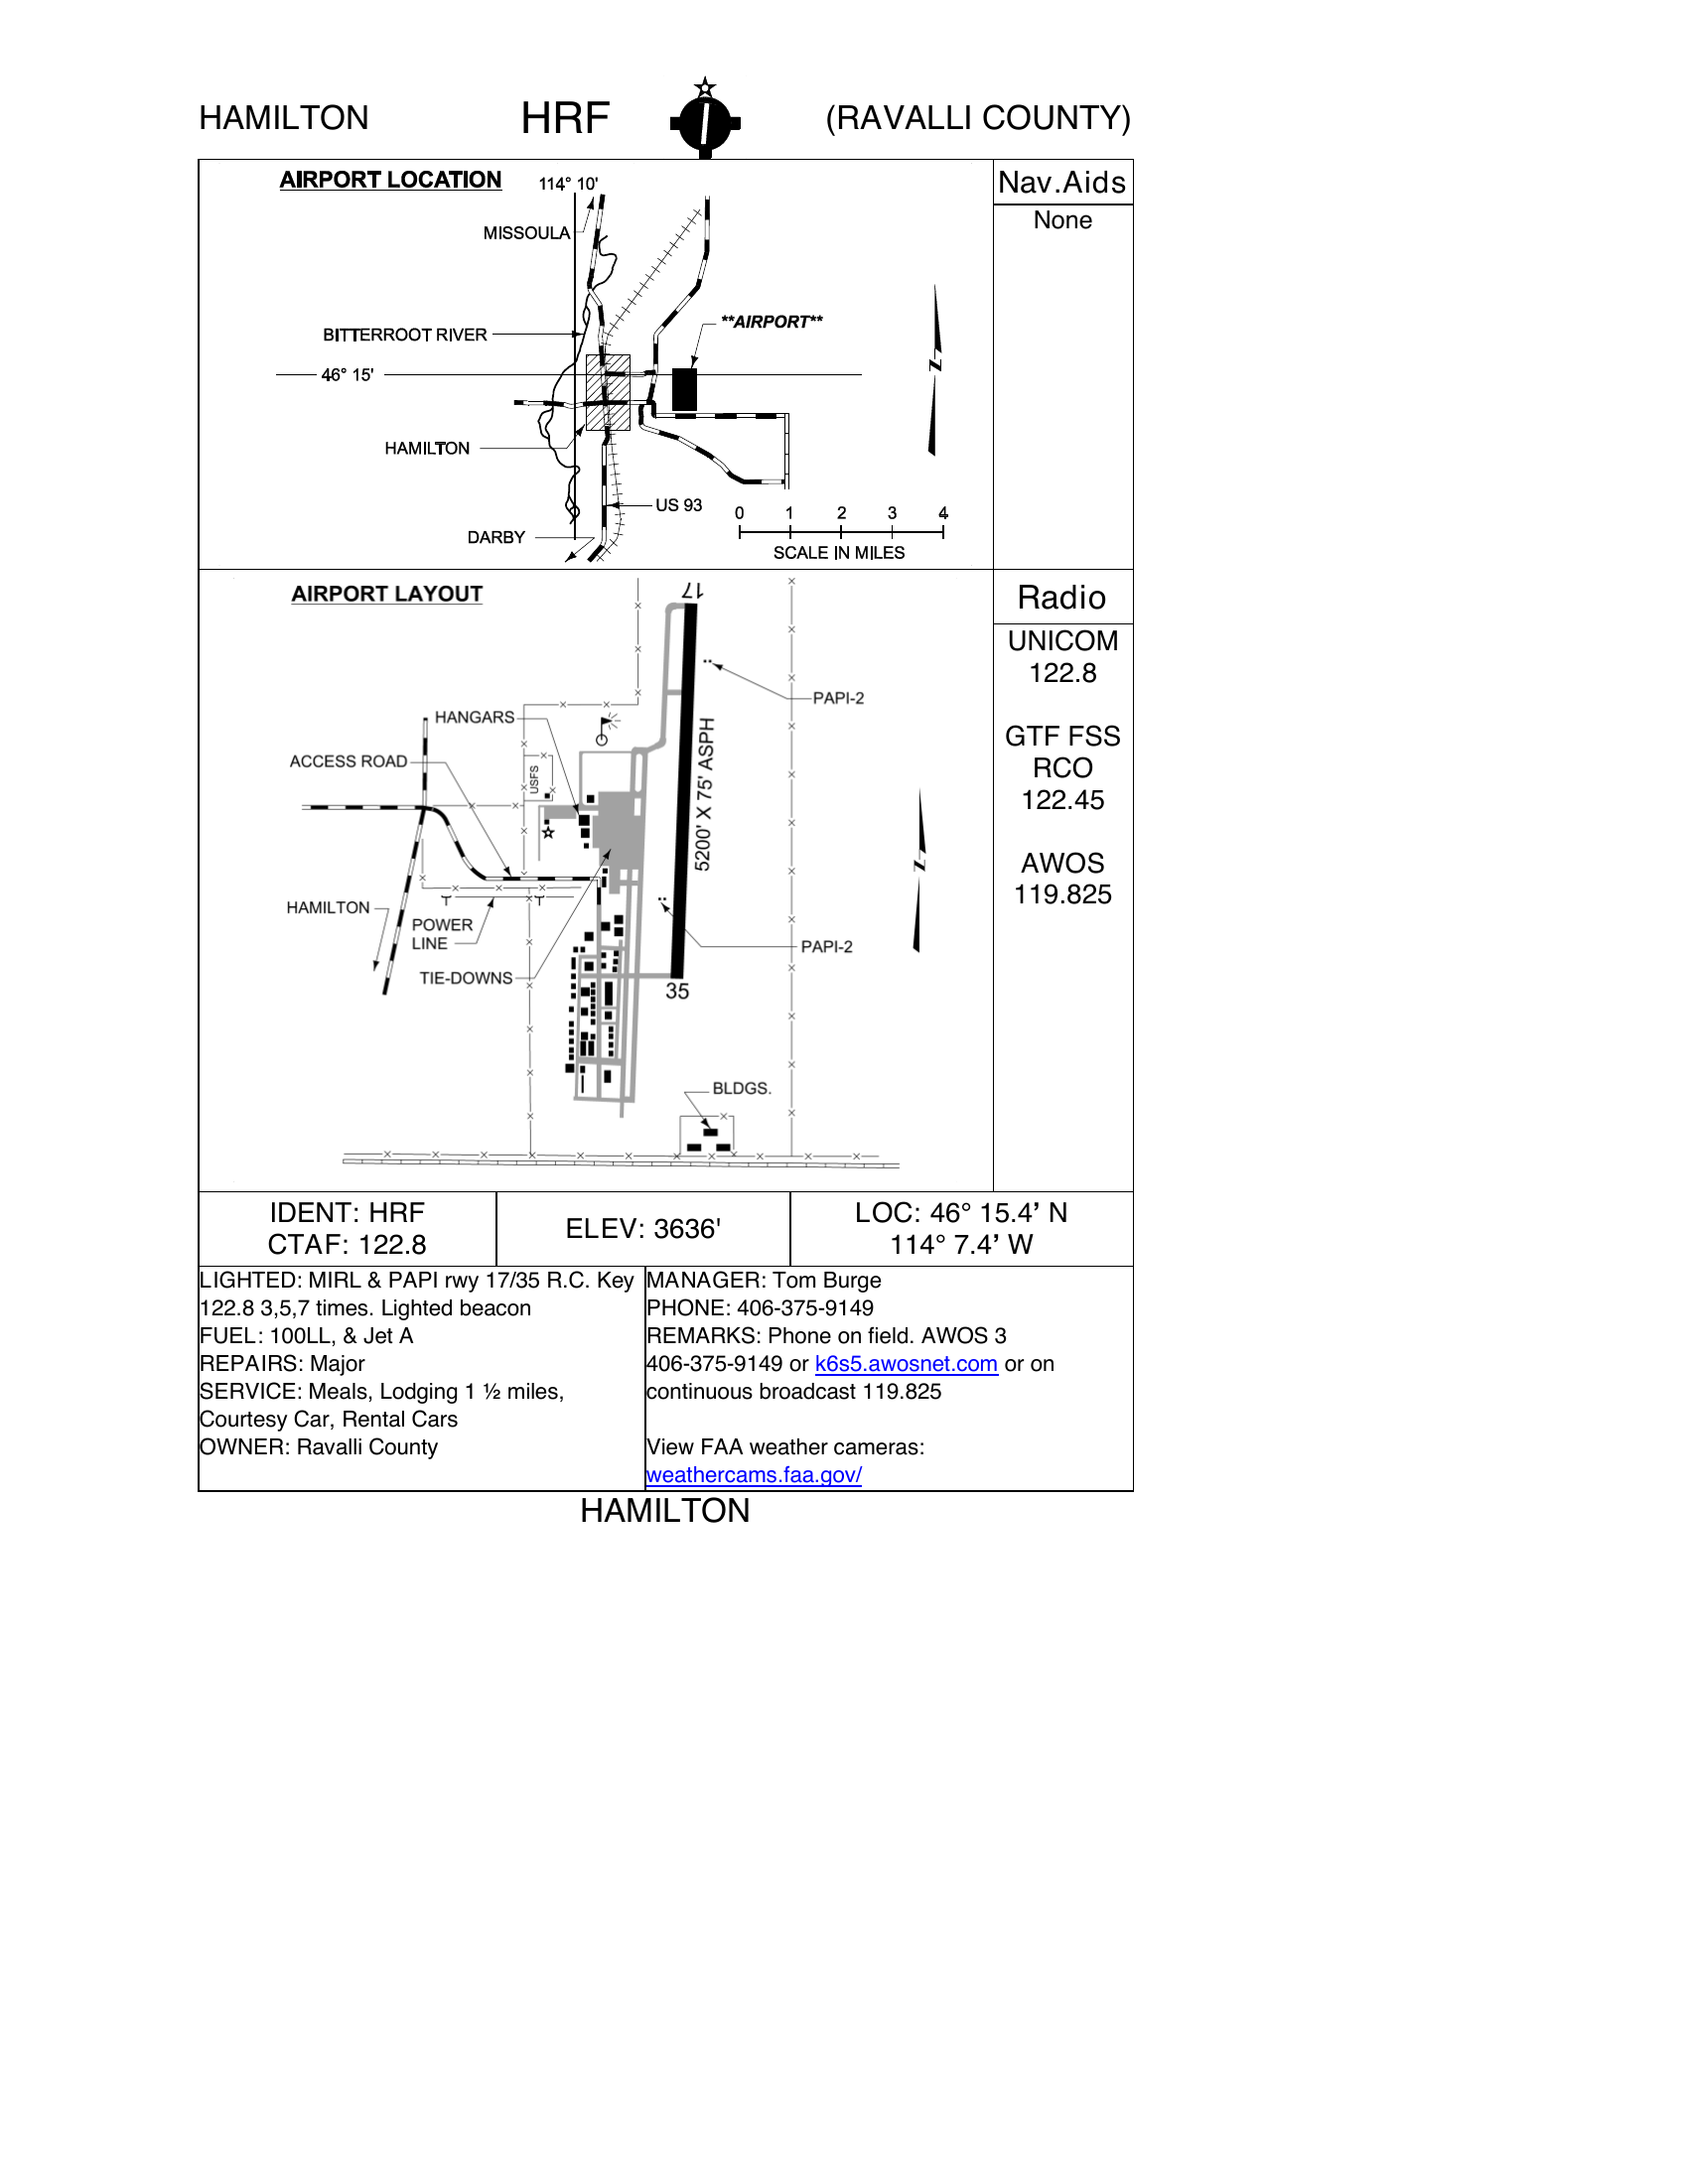 HAMILTON
HRF
(RAVALLI COUNTY)
AIRPORT LOCATION
114° 10'
MISSOULA
BITTERROOT RIVER
**AIRPORT**
46° 15'
HAMILTON
US 93
DARBY
N
0 1 2 3 4
SCALE IN MILES
Nav.Aids
None
AIRPORT LAYOUT
17
PAPI-2
HANGARS
ACCESS ROAD
USFS
5200' X 75' ASPH
HAMILTON
POWER
LINE
TIE-DOWNS
PAPI-2
35
BLDGS.
N
Radio
UNICOM
122.8
GTF FSS
RCO
122.45
AWOS
119.825
IDENT: HRF
CTAF: 122.8
ELEV: 3636'
LOC: 46° 15.4’ N
114° 7.4’ W
LIGHTED: MIRL & PAPI rwy 17/35 R.C. Key
122.8 3,5,7 times. Lighted beacon
FUEL: 100LL, & Jet A
REPAIRS: Major
SERVICE: Meals, Lodging 1 ½ miles,
Courtesy Car, Rental Cars
OWNER: Ravalli County
MANAGER: Tom Burge
PHONE: 406-375-9149
REMARKS: Phone on field. AWOS 3
406-375-9149 or k6s5.awosnet.com or on
continuous broadcast 119.825
View FAA weather cameras:
weathercams.faa.gov/
HAMILTON